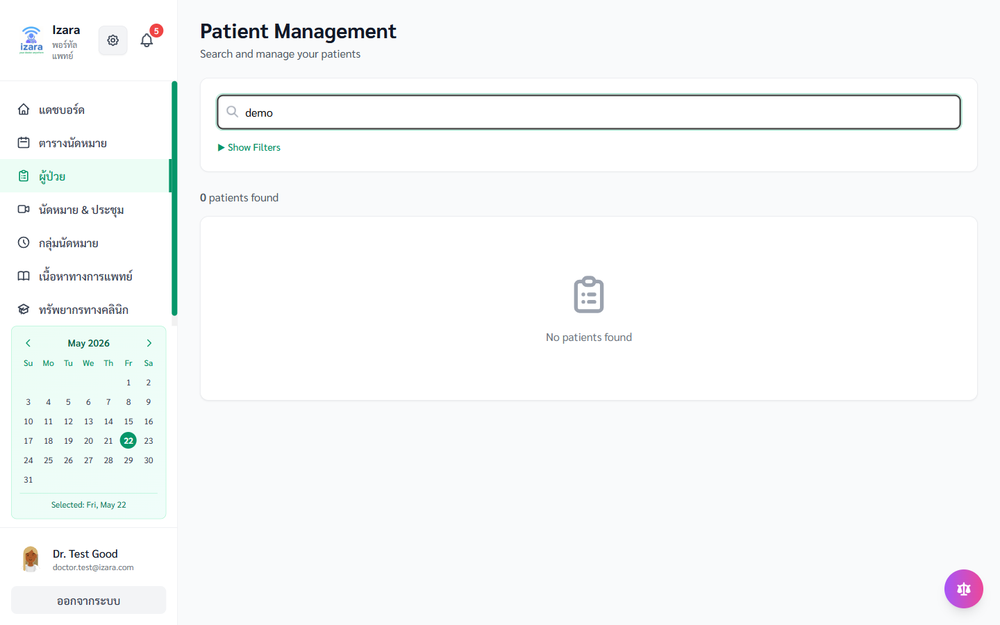 izara
Izara
พอร์ทัล
แพทย์
5
แดชบอร์ด
ตารางนัดหมาย
ผู้ป่วย
นัดหมาย & ประชุม
กลุ่มนัดหมาย
เนื้อหาทางการแพทย์
ทรัพยากรทางคลินิก
May 2026
Su Mo Tu We Th Fr Sa
1 2
3 4 5 6 7 8 9
10 11 12 13 14 15 16
17 18 19 20 21 22 23
24 25 26 27 28 29 30
31
Selected: Fri, May 22
Dr. Test Good
doctor.test@izara.com
ออกจากระบบ
Patient Management
Search and manage your patients
demo
▶ Show Filters
0 patients found
No patients found